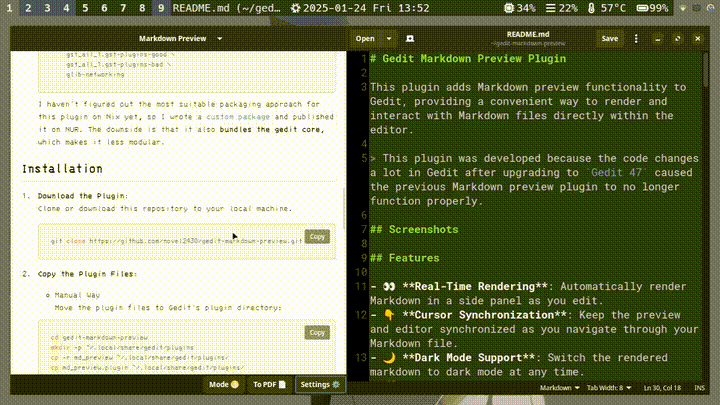 1 2 3 4 5 6 7 8 9 README.md (~/ged… 2025-01-24 Fri 13:52 34% 22% 57°C 99%
Markdown Preview
gst_all_1.gst-plugins-good \
gst_all_1.gst-plugins-bad \
glib-networking
I haven't figured out the most suitable packaging approach for
this plugin on Nix yet, so I wrote a custom package and published
it on NUR. The downside is that it also bundles the gedit core,
which makes it less modular.
Installation
1. Download the Plugin:
Clone or download this repository to your local machine.
git clone https://github.com/novel2430/gedit-markdown-preview.git
Copy
2. Copy the Plugin Files:
Manual Way
Move the plugin files to Gedit's plugin directory:
Copy
cd gedit-markdown-preview
mkdir -p ~/.local/share/gedit/plugins
cp -r md_preview ~/.local/share/gedit/plugins/
cp md_preview.plugin ~/.local/share/gedit/plugins/
Mode To PDF Settings
Open README.md Save
~/gedit-markdown-preview
1 # Gedit Markdown Preview Plugin
2
3 This plugin adds Markdown preview functionality to
Gedit, providing a convenient way to render and
interact with Markdown files directly within the
editor.
4
5 > This plugin was developed because the code changes
a lot in Gedit after upgrading to `Gedit 47` caused
the previous Markdown preview plugin to no longer
function properly.
6
7 ## Screenshots
8
9 ## Features
10
11 - 👀 **Real-Time Rendering**: Automatically render
Markdown in a side panel as you edit.
12 - 👇 **Cursor Synchronization**: Keep the preview
and editor synchronized as you navigate through your
Markdown file.
13 - 🌙 **Dark Mode Support**: Switch the rendered
markdown to dark mode at any time.
Markdown Tab Width: 8 Ln 30, Col 18 INS